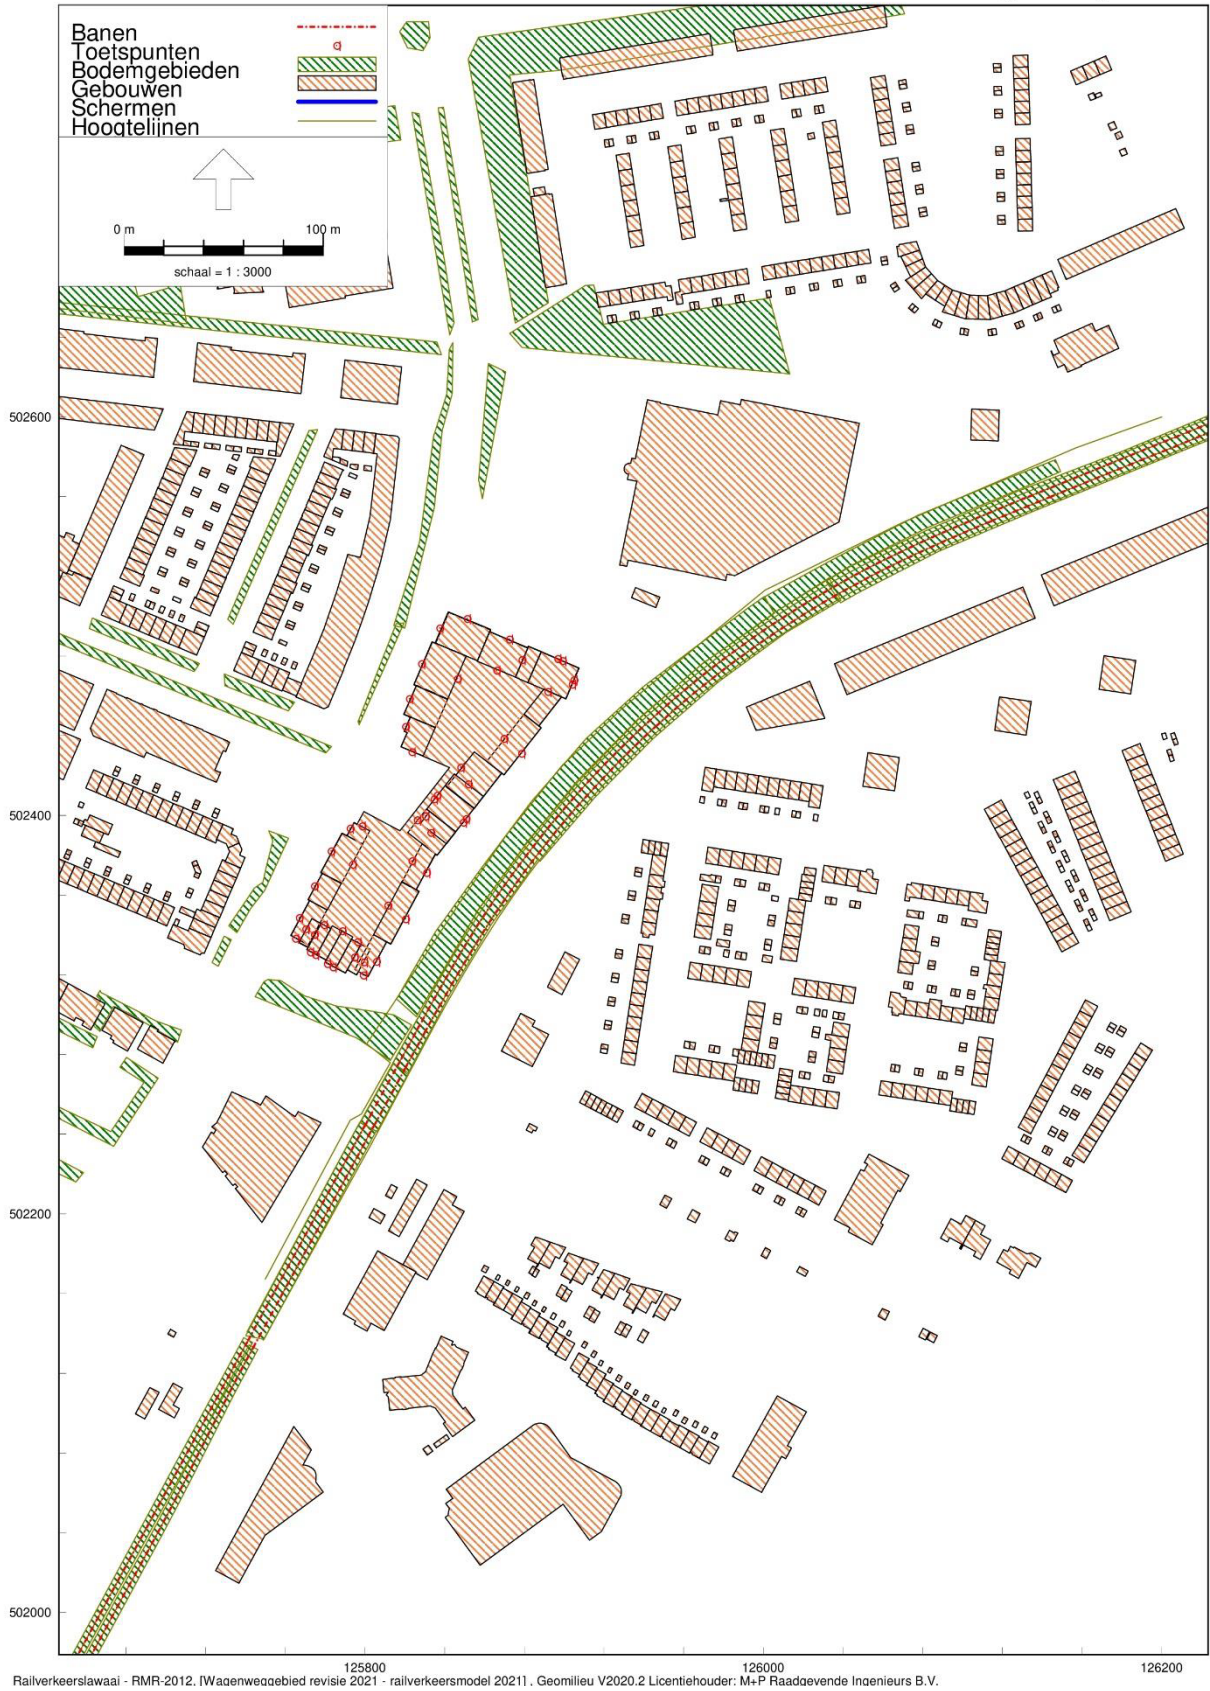 Banen
Toetspunten
Bodemgebieden
Gebouwen
Schermen
Hoogtelijnen
0 m 100 m
schaal = 1 : 3000
502600
502400
502200
502000
125800 126000 126200
Railverkeerslawaai - RMR-2012, [Wagenweggebied revisie 2021 - railverkeersmodel 2021] , Geomilieu V2020.2 Licentiehouder: M+P Raadgevende Ingenieurs B.V.